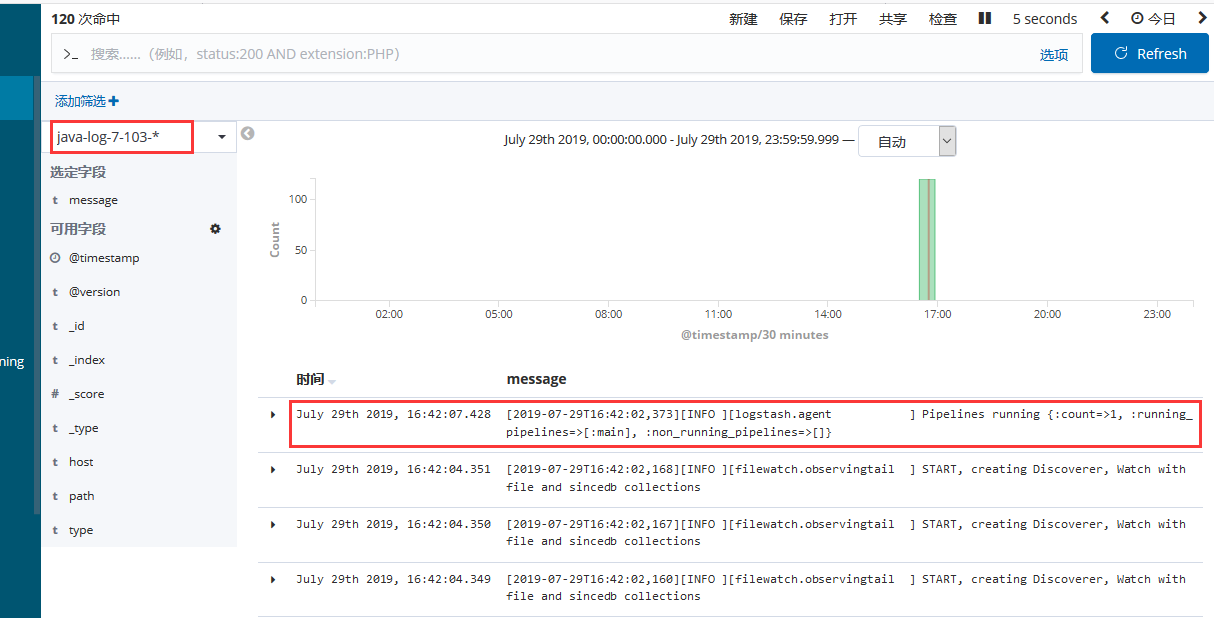 120 次命中
新建 保存 打开 共享 检查 5 seconds 今日
>_ 搜索……（例如，status:200 AND extension:PHP）
选项
Refresh
添加筛选
java-log-7-103-*
选定字段
t message
可用字段
@timestamp
t @version
t _id
t _index
# _score
t _type
t host
t path
t type
ning
July 29th 2019, 00:00:00.000 - July 29th 2019, 23:59:59.999 — 自动
Count
100
50
0
02:00 05:00 08:00 11:00 14:00 17:00 20:00 23:00
@timestamp/30 minutes
时间 message
July 29th 2019, 16:42:07.428 [2019-07-29T16:42:02,373][INFO ][logstash.agent ] Pipelines running {:count=>1, :running_
pipelines=>[:main], :non_running_pipelines=>[]}
July 29th 2019, 16:42:04.351 [2019-07-29T16:42:02,168][INFO ][filewatch.observingtail ] START, creating Discoverer, Watch with
file and sincedb collections
July 29th 2019, 16:42:04.350 [2019-07-29T16:42:02,167][INFO ][filewatch.observingtail ] START, creating Discoverer, Watch with
file and sincedb collections
July 29th 2019, 16:42:04.349 [2019-07-29T16:42:02,160][INFO ][filewatch.observingtail ] START, creating Discoverer, Watch with
file and sincedb collections